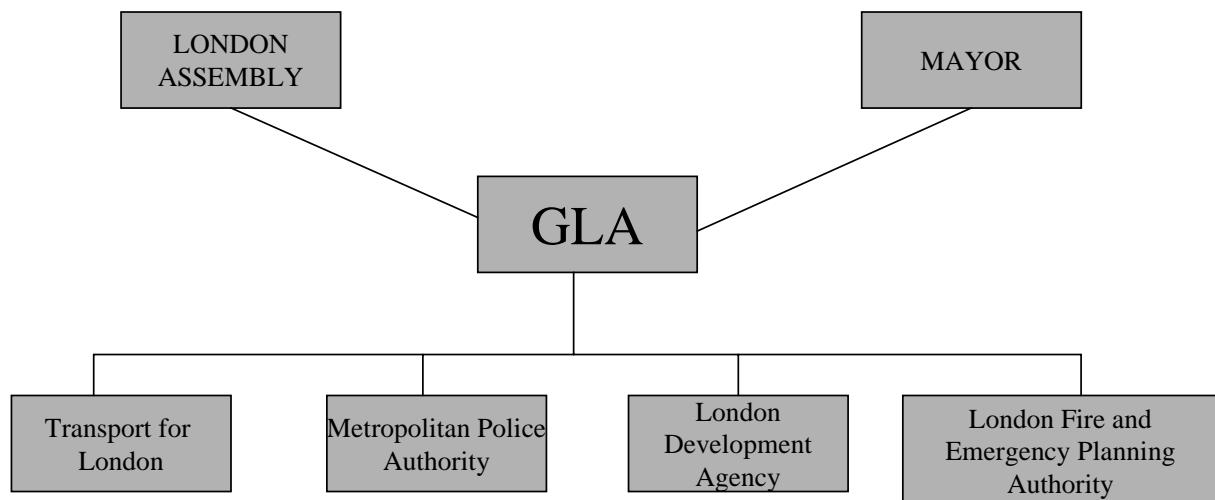 LONDON
ASSEMBLY
MAYOR
GLA
Transport for
London
Metropolitan Police
Authority
London
Development
Agency
London Fire and
Emergency Planning
Authority